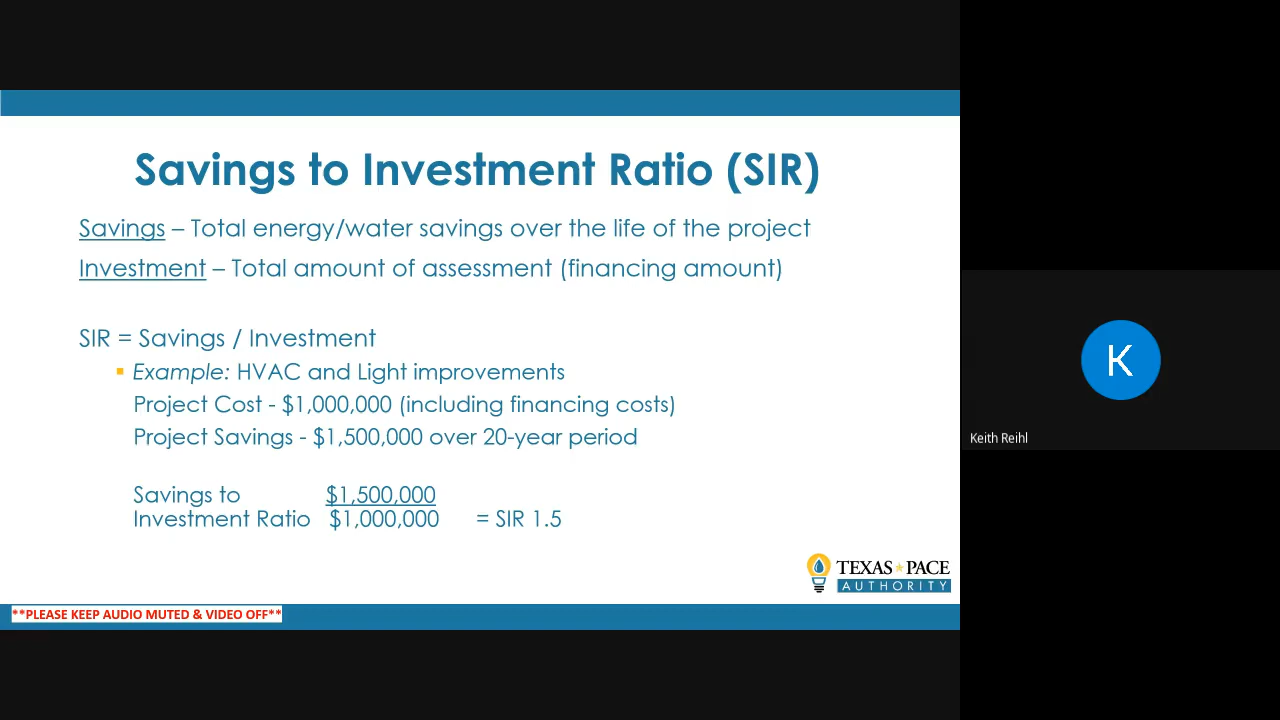 Savings to Investment Ratio (SIR)
Savings – Total energy/water savings over the life of the project
Investment – Total amount of assessment (financing amount)
SIR = Savings / Investment
▪ Example: HVAC and Light improvements
Project Cost - $1,000,000 (including financing costs)
Project Savings - $1,500,000 over 20-year period
Savings to $1,500,000
Investment Ratio $1,000,000 = SIR 1.5
TEXAS PACE
AUTHORITY
**PLEASE KEEP AUDIO MUTED & VIDEO OFF**
K
Keith Reihl